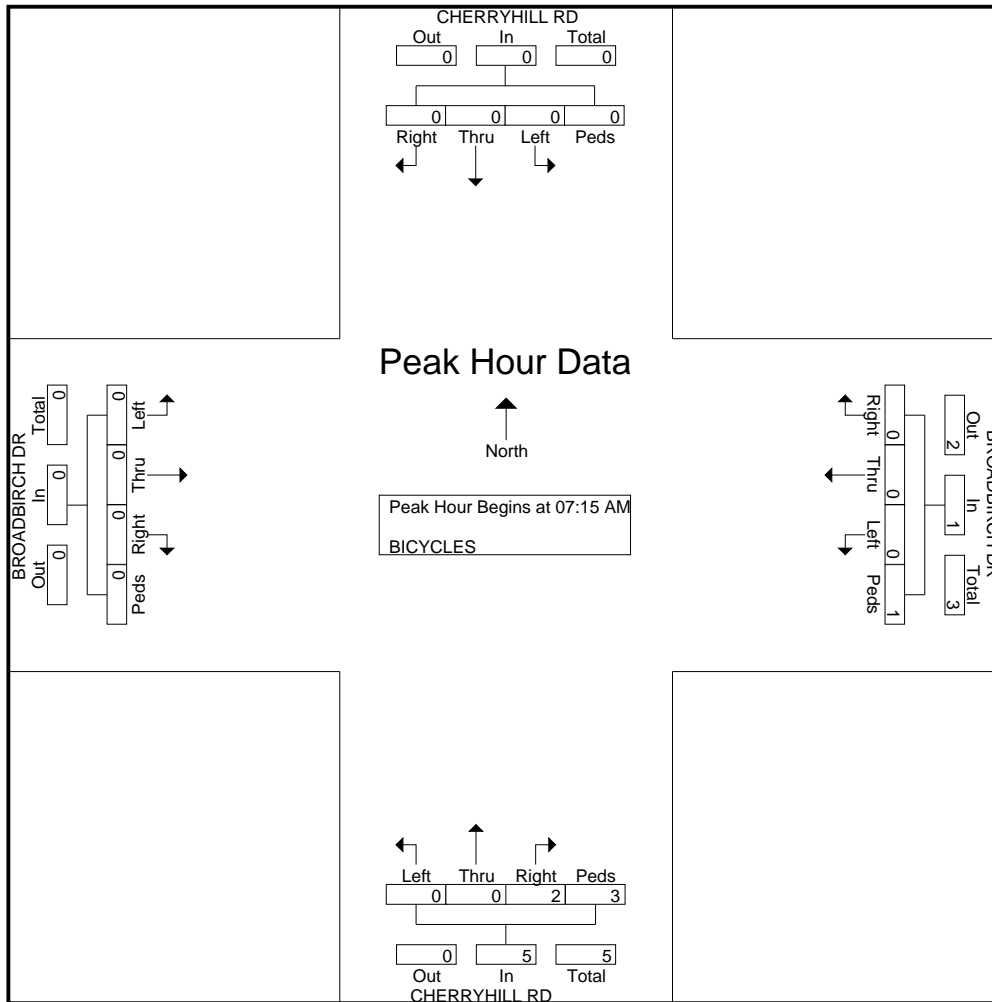 CHERRYHILL RD
Out In Total
0 0 0
0 0 0 0
Right Thru Left Peds
Peak Hour Data
North
Peak Hour Begins at 07:15 AM
BICYCLES
BROADBIRCH DR
Total In Out
0 0 0
0 0 0 0
Left Thru Right Peds
BROADBIRCH DR
Out In Total
2 1 3
Right Thru Left Peds
0 0 0 1
Left Thru Right Peds
0 0 2 3
0 5 5
Out In Total
CHERRYHILL RD